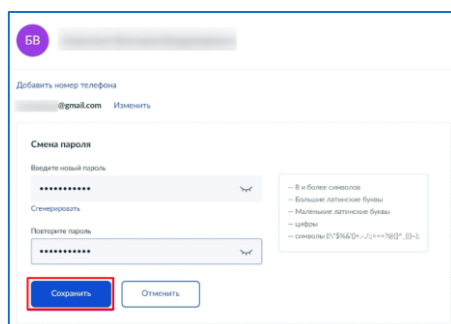 БВ
Добавить номер телефона
@gmail.com Изменить
Смена пароля
Введите новый пароль
•••••••••••
Сгенерировать
Повторите пароль
•••••••••••
— 8 и более символов
— Большие латинские буквы
— Маленькие латинские буквы
— цифры
— символы
Сохранить Отменить